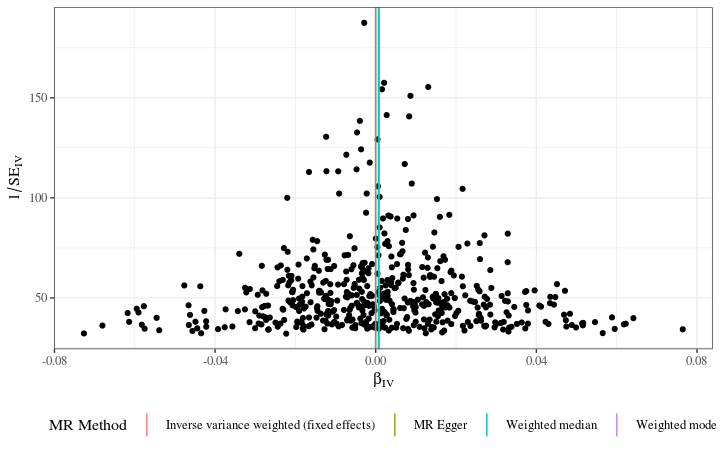 150
100
50
1/SE_IV
-0.08
-0.04
0.00
0.04
0.08
β_IV
MR Method
Inverse variance weighted (fixed effects)
MR Egger
Weighted median
Weighted mode